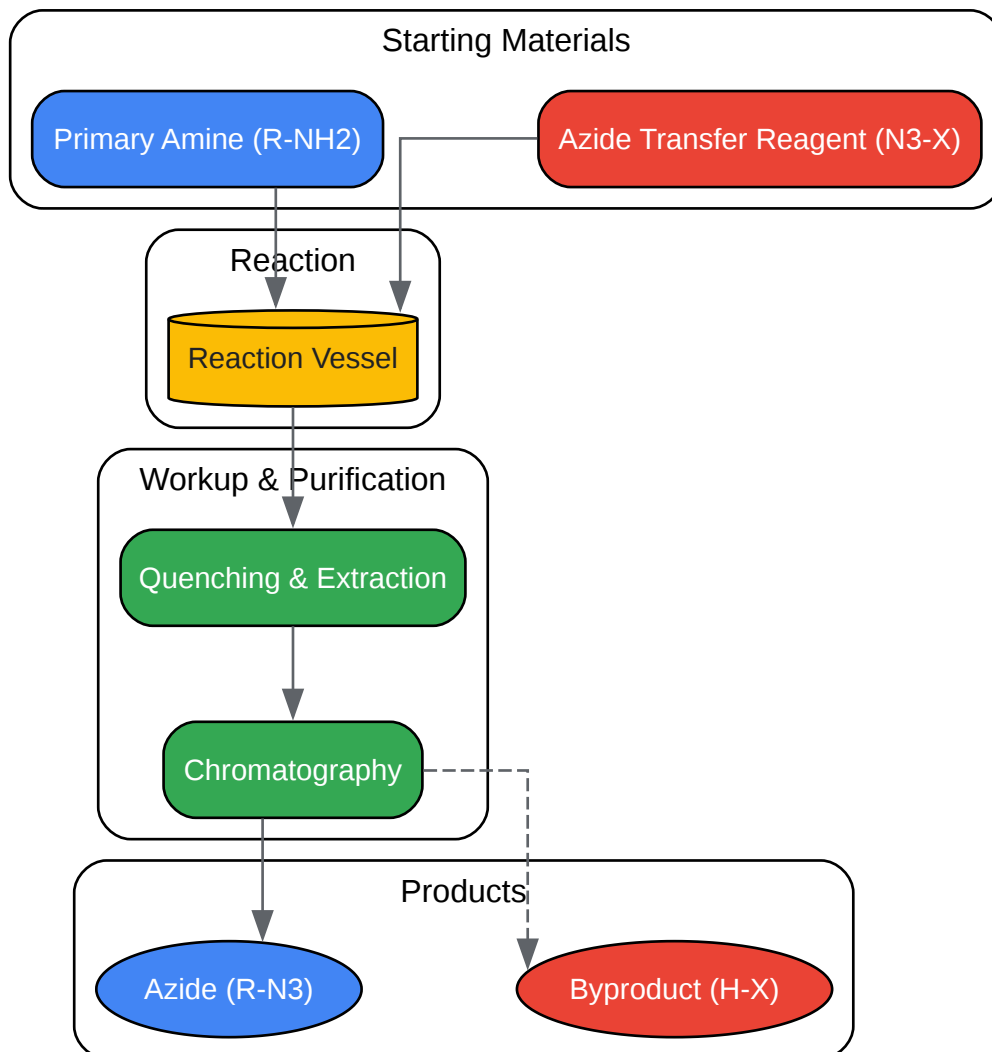 Starting Materials
Primary Amine (R-NH2)
Azide Transfer Reagent (N3-X)
Reaction
Reaction Vessel
Workup & Purification
Quenching & Extraction
Chromatography
Products
Azide (R-N3)
Byproduct (H-X)